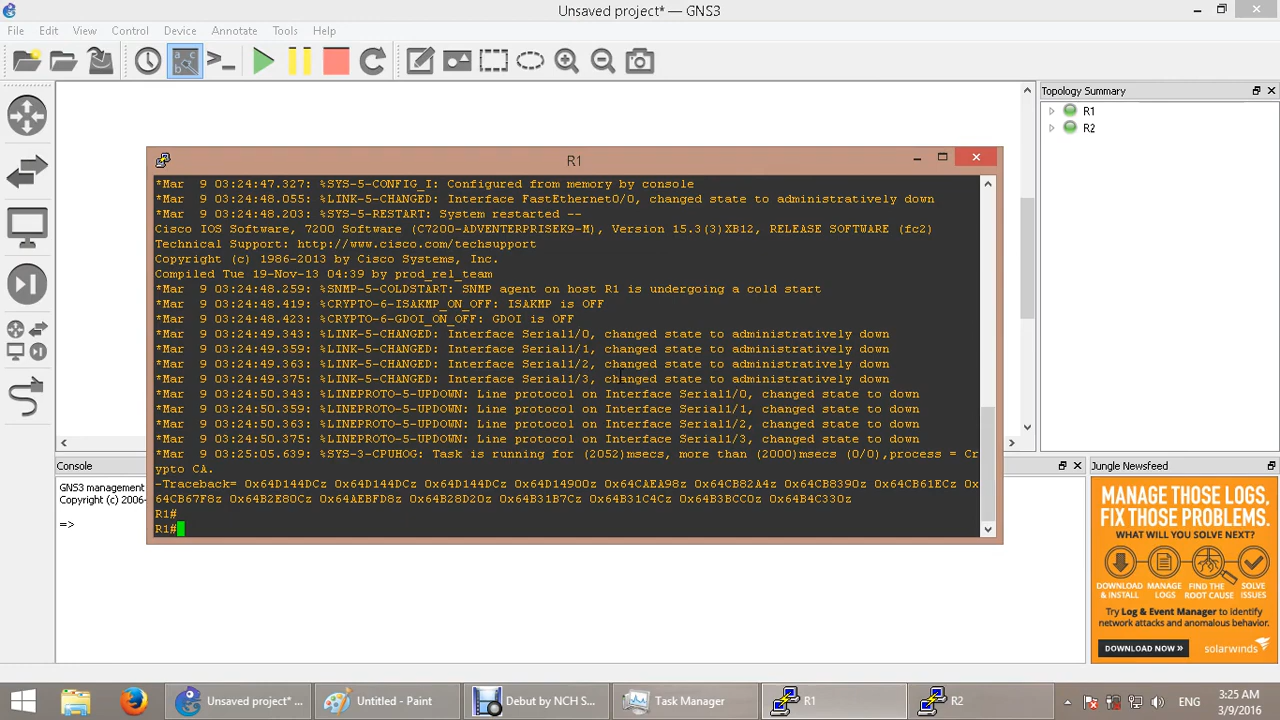 Unsaved project* — GNS3
File Edit View Control Device Annotate Tools Help
Topology Summary
R1
R2
R1
*Mar  9 03:24:47.327: %SYS-5-CONFIG_I: Configured from memory by console
*Mar  9 03:24:48.055: %LINK-5-CHANGED: Interface FastEthernet0/0, changed state to administratively down
*Mar  9 03:24:48.203: %SYS-5-RESTART: System restarted --
Cisco IOS Software, 7200 Software (C7200-ADVENTERPRISEK9-M), Version 15.3(3)XB12, RELEASE SOFTWARE (fc2)
Technical Support: http://www.cisco.com/techsupport
Copyright (c) 1986-2013 by Cisco Systems, Inc.
Compiled Tue 19-Nov-13 04:39 by prod_rel_team
*Mar  9 03:24:48.259: %SNMP-5-COLDSTART: SNMP agent on host R1 is undergoing a cold start
*Mar  9 03:24:48.419: %CRYPTO-6-ISAKMP_ON_OFF: ISAKMP is OFF
*Mar  9 03:24:48.423: %CRYPTO-6-GDOI_ON_OFF: GDOI is OFF
*Mar  9 03:24:49.343: %LINK-5-CHANGED: Interface Serial1/0, changed state to administratively down
*Mar  9 03:24:49.359: %LINK-5-CHANGED: Interface Serial1/1, changed state to administratively down
*Mar  9 03:24:49.363: %LINK-5-CHANGED: Interface Serial1/2, changed state to administratively down
*Mar  9 03:24:49.375: %LINK-5-CHANGED: Interface Serial1/3, changed state to administratively down
*Mar  9 03:24:50.343: %LINEPROTO-5-UPDOWN: Line protocol on Interface Serial1/0, changed state to down
*Mar  9 03:24:50.359: %LINEPROTO-5-UPDOWN: Line protocol on Interface Serial1/1, changed state to down
*Mar  9 03:24:50.363: %LINEPROTO-5-UPDOWN: Line protocol on Interface Serial1/2, changed state to down
*Mar  9 03:24:50.375: %LINEPROTO-5-UPDOWN: Line protocol on Interface Serial1/3, changed state to down
*Mar  9 03:25:05.639: %SYS-3-CPUHOG: Task is running for (2052)msecs, more than (2000)msecs (0/0),process = Cr
ypto CA.
-Traceback= 0x64D144DCz 0x64D144DCz 0x64D14900z 0x64CAEA98z 0x64CB82A4z 0x64CB8390z 0x64CB61ECz 0x
64CB67F8z 0x64B2E80Cz 0x64AEBFD8z 0x64B28D20z 0x64B31B7Cz 0x64B31C4Cz 0x64B3BCC0z 0x64B4C330z
R1#
R1#
Console
GNS3 management
Copyright (c) 2006-
=>
Jungle Newsfeed
MANAGE THOSE LOGS,
FIX THOSE PROBLEMS.
WHAT WILL YOU SOLVE NEXT?
DOWNLOAD & INSTALL
MANAGE LOGS
FIND THE ROOT CAUSE
SOLVE ISSUES
Try Log & Event Manager to identify
network attacks and anomalous behavior.
DOWNLOAD NOW »
solarwinds
Unsaved project* ...
Untitled - Paint
Debut by NCH S...
Task Manager
R1
R2
ENG
3:25 AM
3/9/2016